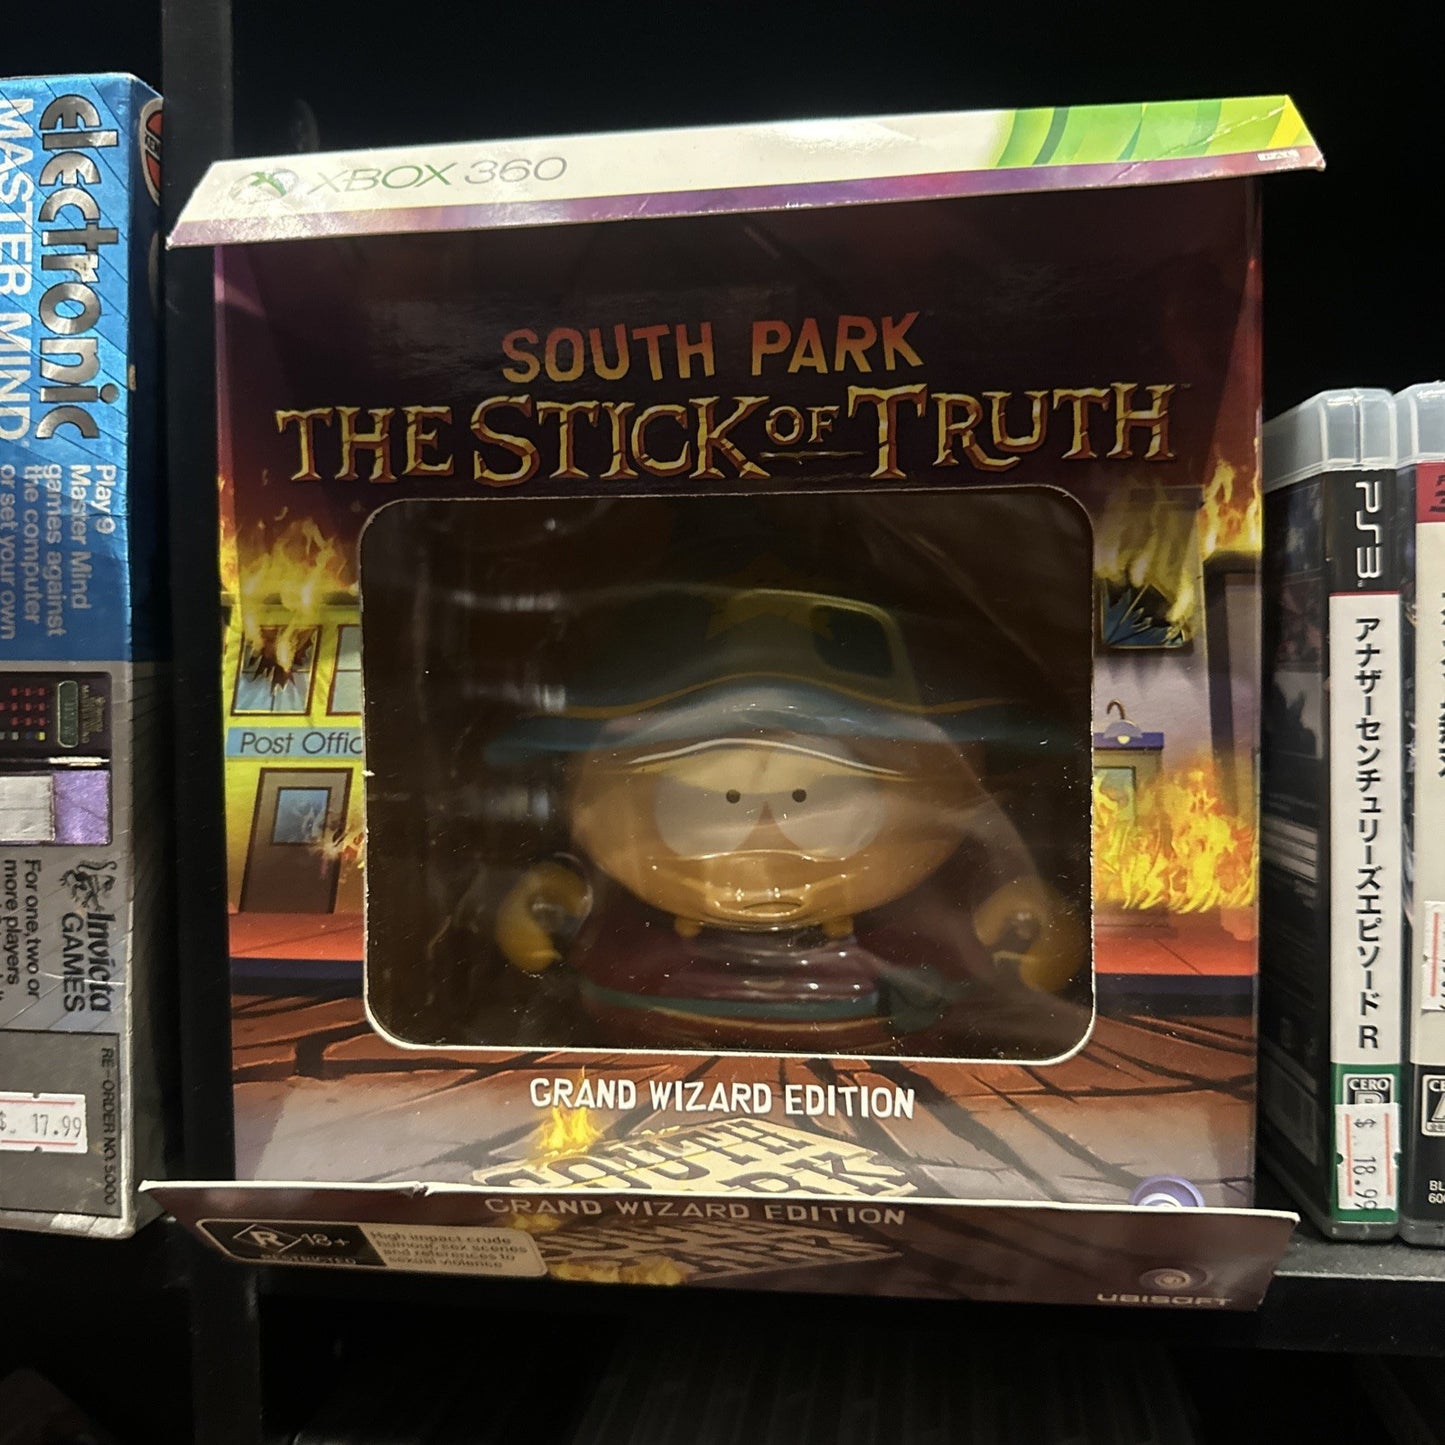 electronic
MASTER MIND
Play 9
Master Mind
games against
the computer
or set your own
Invicta
GAMES
For one, two or
more players
RE-ORDER NO. 5000
$ 17.99
XBOX 360
SOUTH PARK
THE STICK OF TRUTH
Post Offic
GRAND WIZARD EDITION
SOUTH
PARK
GRAND WIZARD EDITION
R 18+
RESTRICTED
High impact crude
humour, sex scenes
and references to
sexual violence
UBISOFT
PS3
アナザーセンチュリーズエピソード R
CERO
$ 18.99